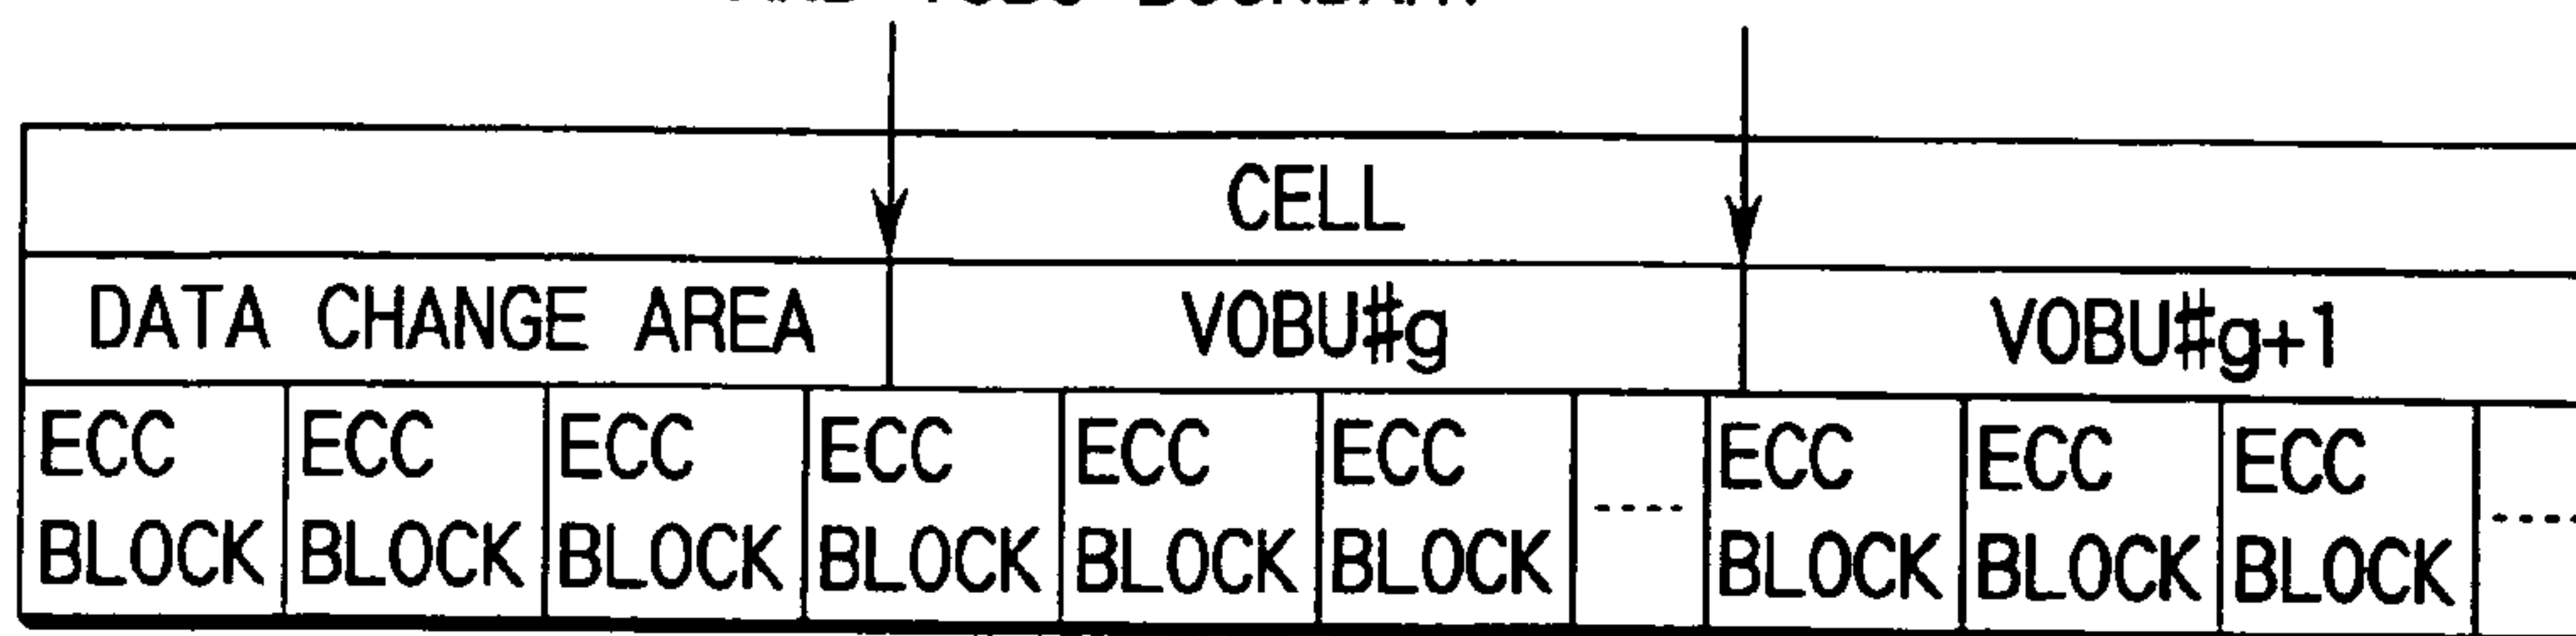 CELL
DATA CHANGE AREA VOBU#g VOBU#g+1
ECC ECC ECC ECC ECC ECC ECC ECC ECC
BLOCK BLOCK BLOCK BLOCK BLOCK BLOCK ----- BLOCK BLOCK BLOCK ----